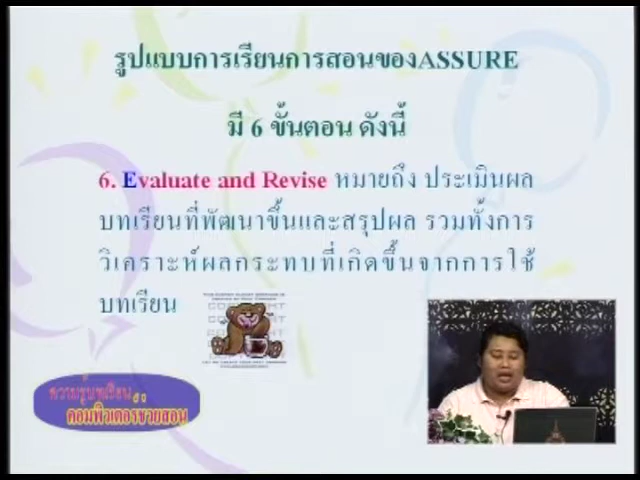 รูปแบบการเรียนการสอนของASSURE
มี 6 ขั้นตอน ดังนี้
6. Evaluate and Revise หมายถึง ประเมินผล
บทเรียนที่พัฒนาขึ้นและสรุปผล รวมทั้งการ
วิเคราะห์ผลกระทบที่เกิดขึ้นจากการใช้
บทเรียน
คอมพิวเตอร์ช่วยสอน